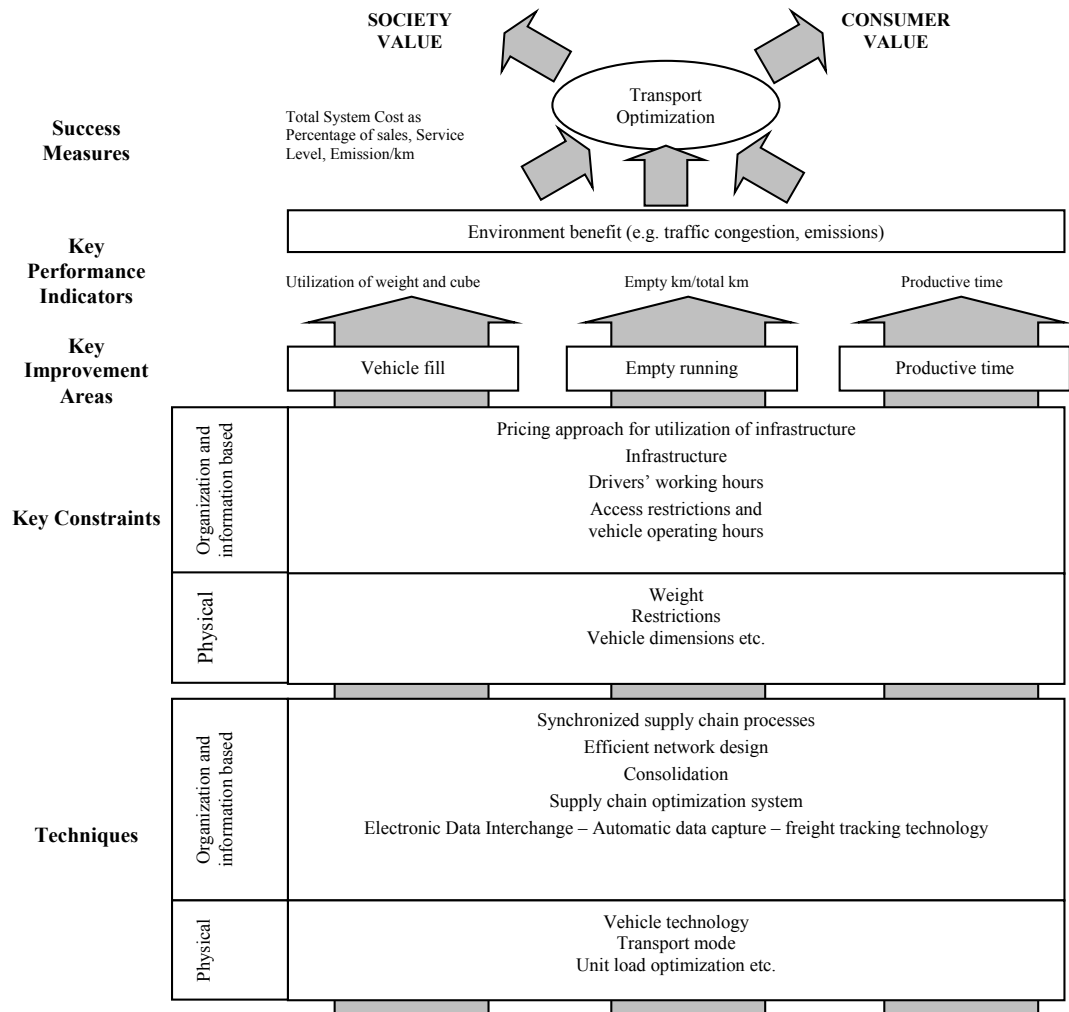 SOCIETY
VALUE
CONSUMER
VALUE
Transport
Optimization
Success
Measures
Total System Cost as
Percentage of sales, Service
Level, Emission/km
Environment benefit (e.g. traffic congestion, emissions)
Key
Performance
Indicators
Utilization of weight and cube
Empty km/total km
Productive time
Key
Improvement
Areas
Vehicle fill
Empty running
Productive time
Key Constraints
Organization and
information based
Pricing approach for utilization of infrastructure
Infrastructure
Drivers’ working hours
Access restrictions and
vehicle operating hours
Physical
Weight
Restrictions
Vehicle dimensions etc.
Techniques
Organization and
information based
Synchronized supply chain processes
Efficient network design
Consolidation
Supply chain optimization system
Electronic Data Interchange – Automatic data capture – freight tracking technology
Physical
Vehicle technology
Transport mode
Unit load optimization etc.